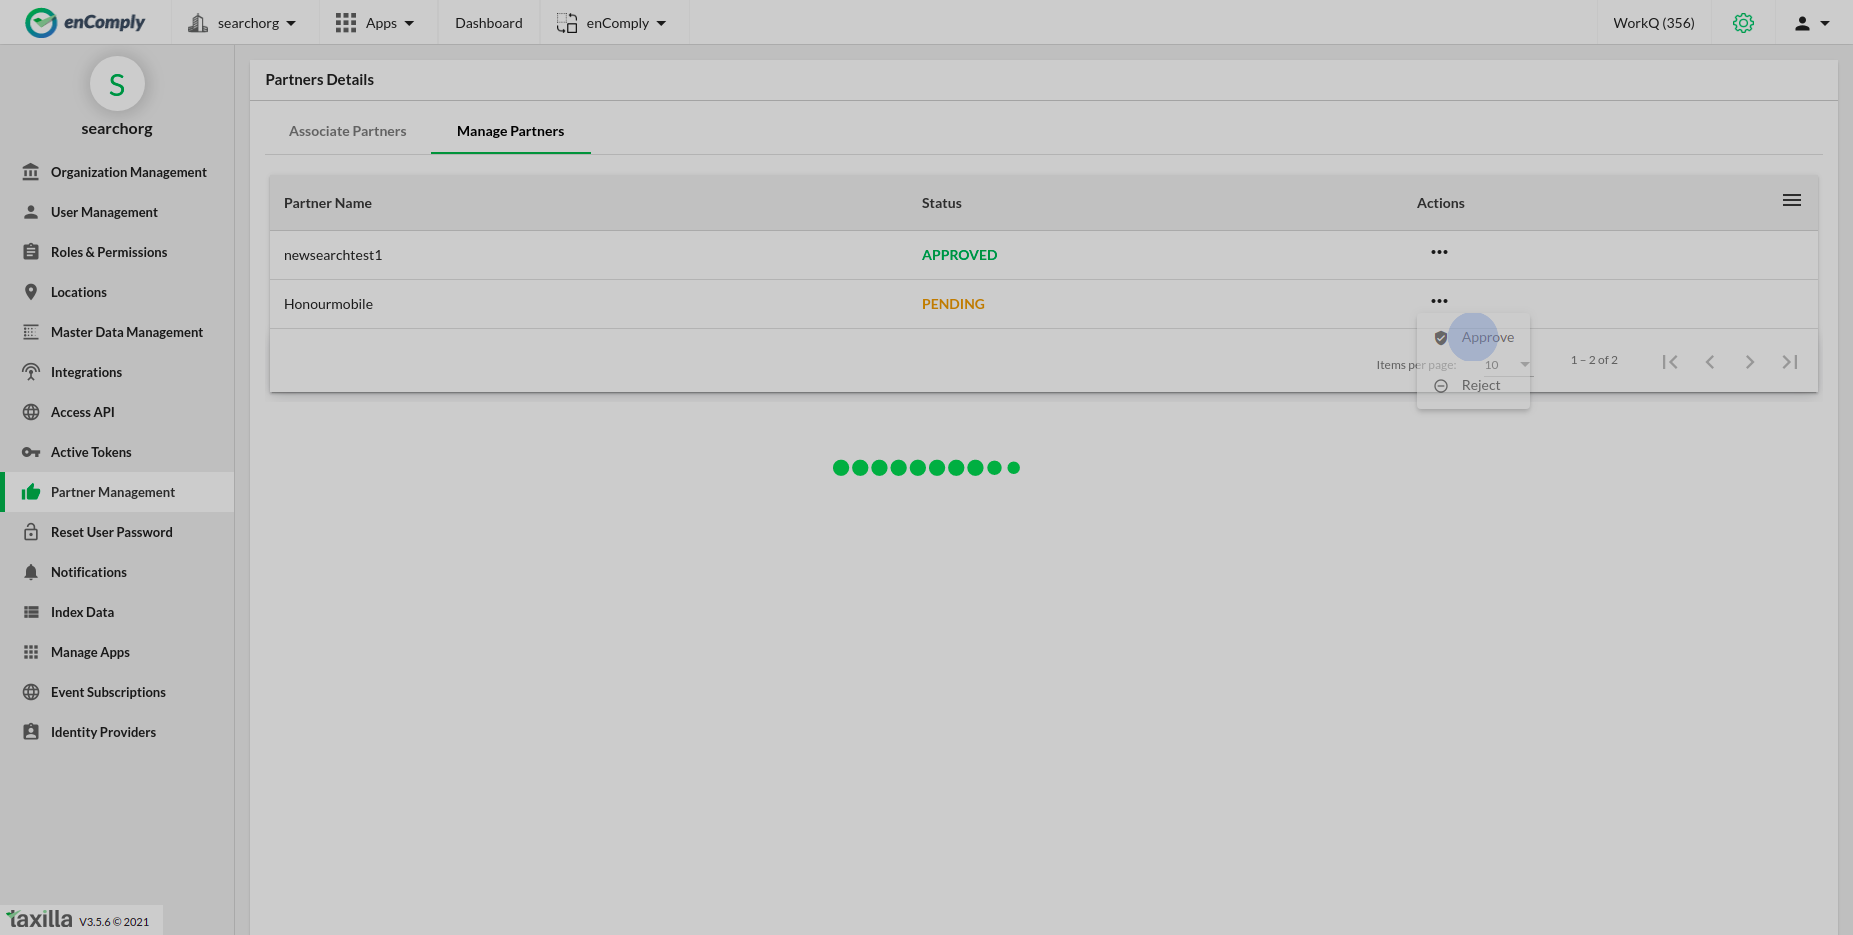 enComply
searchorg
Apps
Dashboard
enComply
WorkQ (356)
S
searchorg
Organization Management
User Management
Roles & Permissions
Locations
Master Data Management
Integrations
Access API
Active Tokens
Partner Management
Reset User Password
Notifications
Index Data
Manage Apps
Event Subscriptions
Identity Providers
taxilla V3.5.6 © 2021
Partners Details
Associate Partners
Manage Partners
Partner Name Status Actions
newsearchtest1 APPROVED
Honourmobile PENDING
Approve
Items per page: 10
1 – 2 of 2
Reject